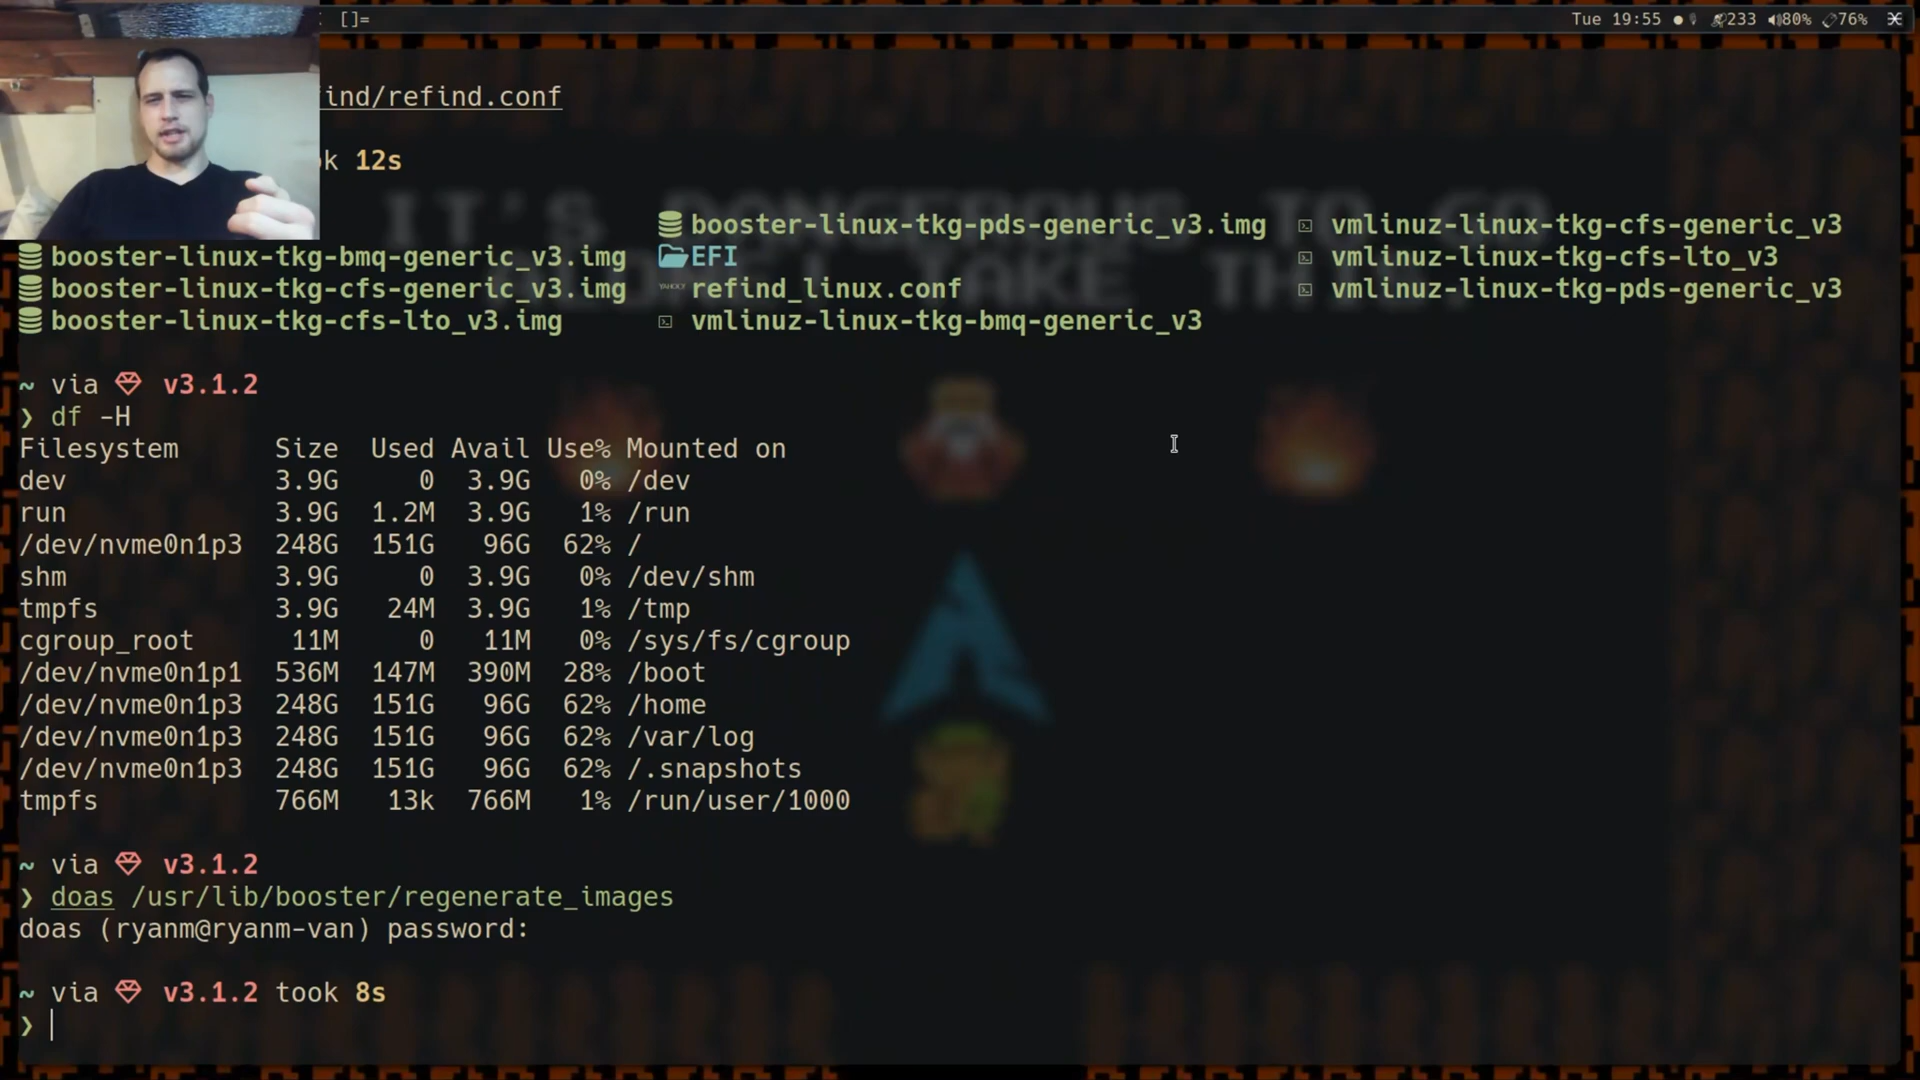 []=
Tue 19:55 233 80% 76%
ind/refind.conf
k 12s
IT'S DANGEROUS TO GO
TAKE THIS
booster-linux-tkg-pds-generic_v3.img vmlinuz-linux-tkg-cfs-generic_v3
booster-linux-tkg-bmq-generic_v3.img EFI vmlinuz-linux-tkg-cfs-lto_v3
booster-linux-tkg-cfs-generic_v3.img YAHOO! refind_linux.conf vmlinuz-linux-tkg-pds-generic_v3
booster-linux-tkg-cfs-lto_v3.img vmlinuz-linux-tkg-bmq-generic_v3
~ via v3.1.2
❯ df -H
Filesystem Size Used Avail Use% Mounted on
dev 3.9G 0 3.9G 0% /dev
run 3.9G 1.2M 3.9G 1% /run
/dev/nvme0n1p3 248G 151G 96G 62% /
shm 3.9G 0 3.9G 0% /dev/shm
tmpfs 3.9G 24M 3.9G 1% /tmp
cgroup_root 11M 0 11M 0% /sys/fs/cgroup
/dev/nvme0n1p1 536M 147M 390M 28% /boot
/dev/nvme0n1p3 248G 151G 96G 62% /home
/dev/nvme0n1p3 248G 151G 96G 62% /var/log
/dev/nvme0n1p3 248G 151G 96G 62% /.snapshots
tmpfs 766M 13k 766M 1% /run/user/1000
~ via v3.1.2
❯ doas /usr/lib/booster/regenerate_images
doas (ryanm@ryanm-van) password:
~ via v3.1.2 took 8s
❯